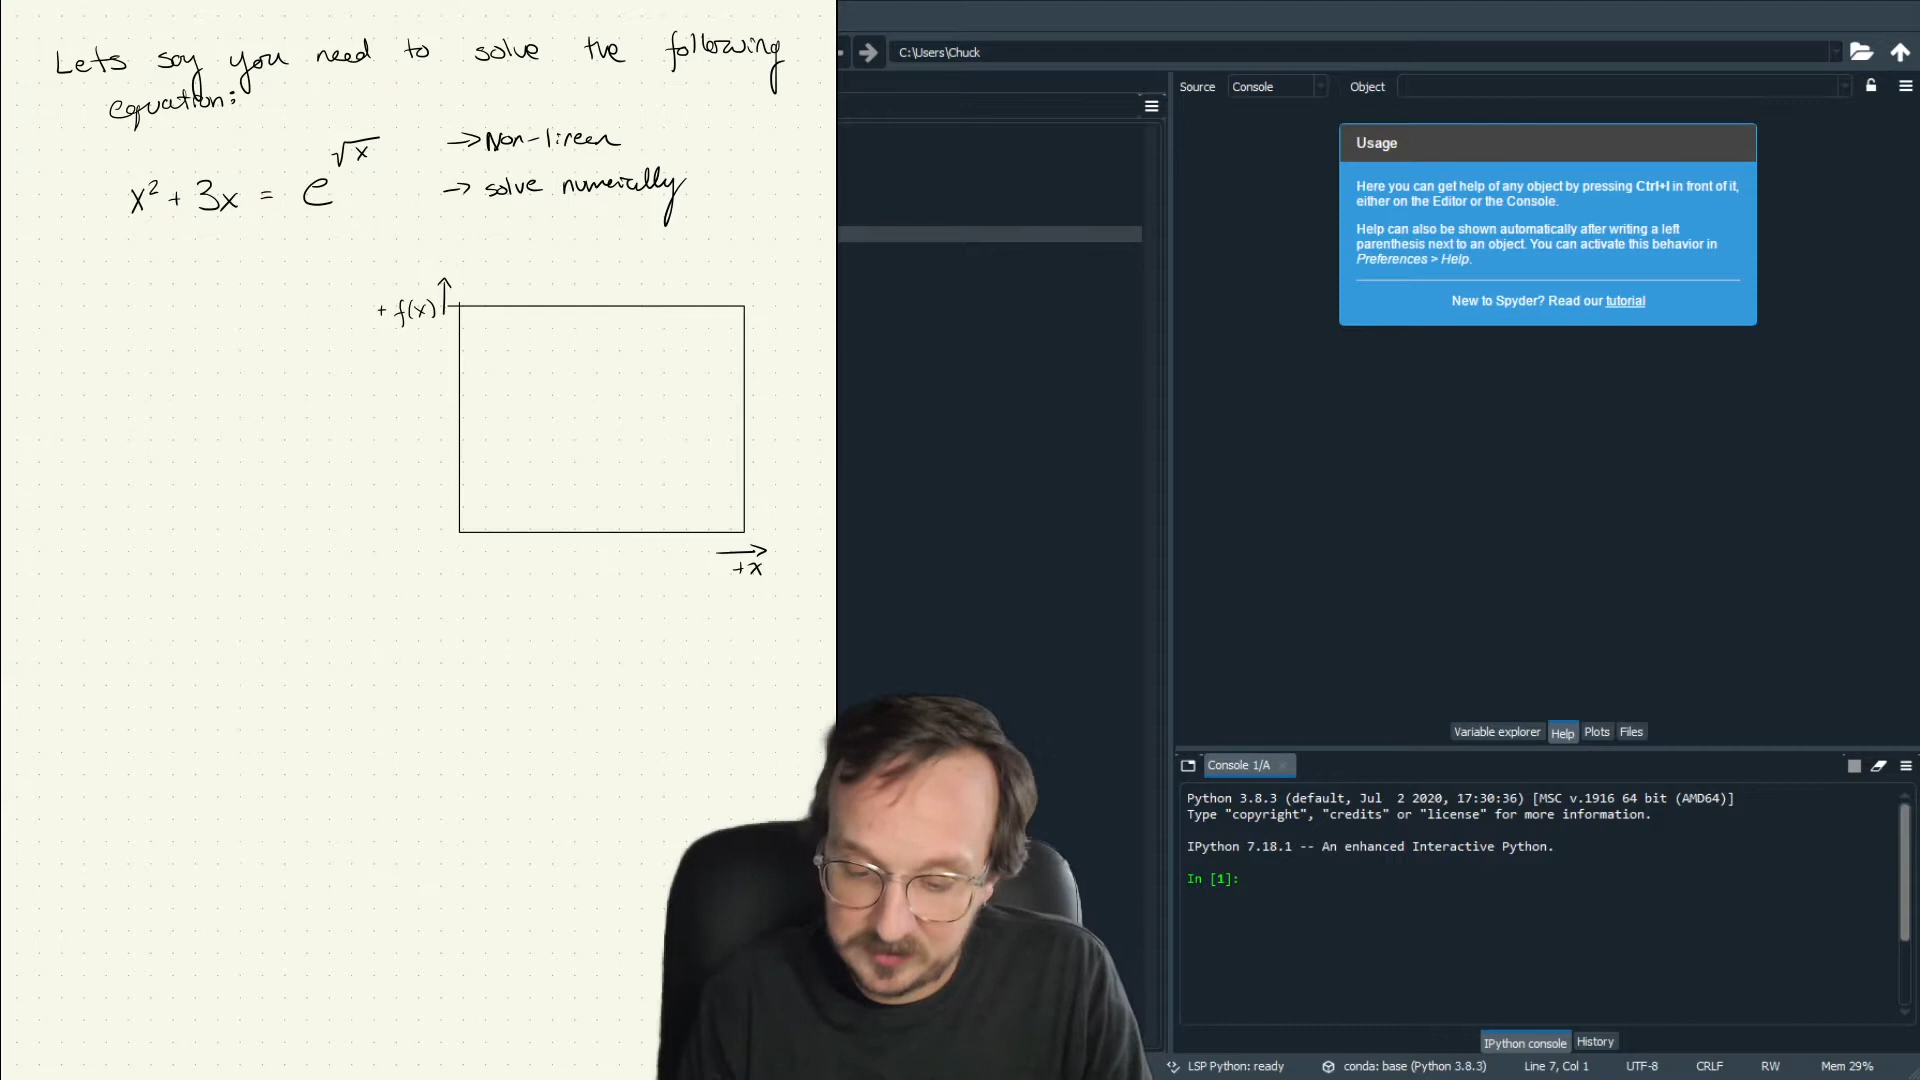 Lets say you need to solve the following
equation:
x² + 3x = e^√x
→ Non-linear
→ solve numerically
+ f(x)
+x
C:\Users\Chuck
Source Console Object
Usage
Here you can get help of any object by pressing Ctrl+I in front of it,
either on the Editor or the Console.
Help can also be shown automatically after writing a left
parenthesis next to an object. You can activate this behavior in
Preferences > Help.
New to Spyder? Read our tutorial
Variable explorer Help Plots Files
Console 1/A
Python 3.8.3 (default, Jul  2 2020, 17:30:36) [MSC v.1916 64 bit (AMD64)]
Type "copyright", "credits" or "license" for more information.
IPython 7.18.1 -- An enhanced Interactive Python.
In [1]:
IPython console History
LSP Python: ready conda: base (Python 3.8.3) Line 7, Col 1 UTF-8 CRLF RW Mem 29%